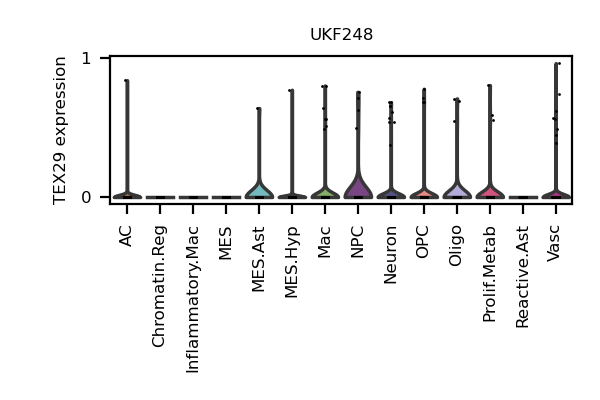 UKF248
TEX29 expression
1
0
AC
Chromatin.Reg
Inflammatory.Mac
MES
MES.Ast
MES.Hyp
Mac
NPC
Neuron
OPC
Oligo
Prolif.Metab
Reactive.Ast
Vasc